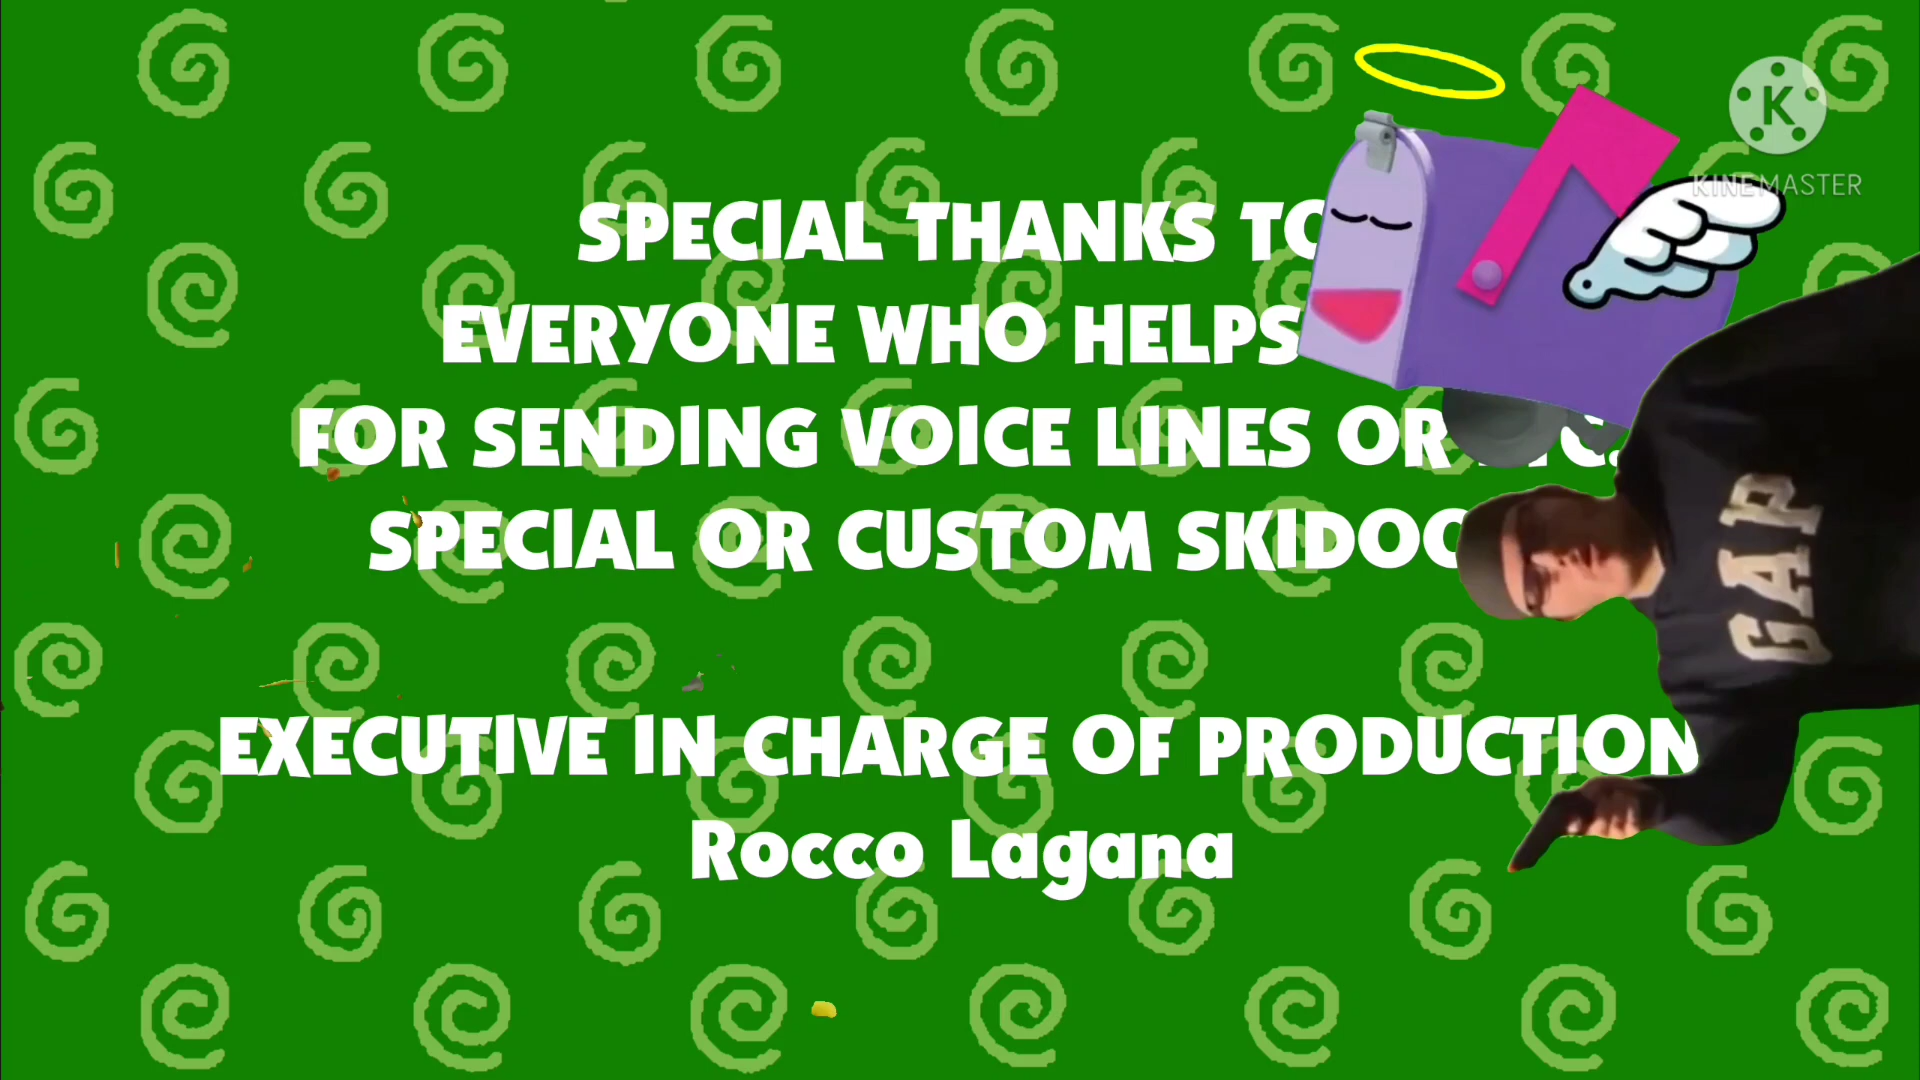 SPECIAL THANKS TO
EVERYONE WHO HELPS
FOR SENDING VOICE LINES OR
SPECIAL OR CUSTOM
EXECUTIVE IN CHARGE OF PRODUCTION
Rocco Lagana
KINEMASTER
K
GAP